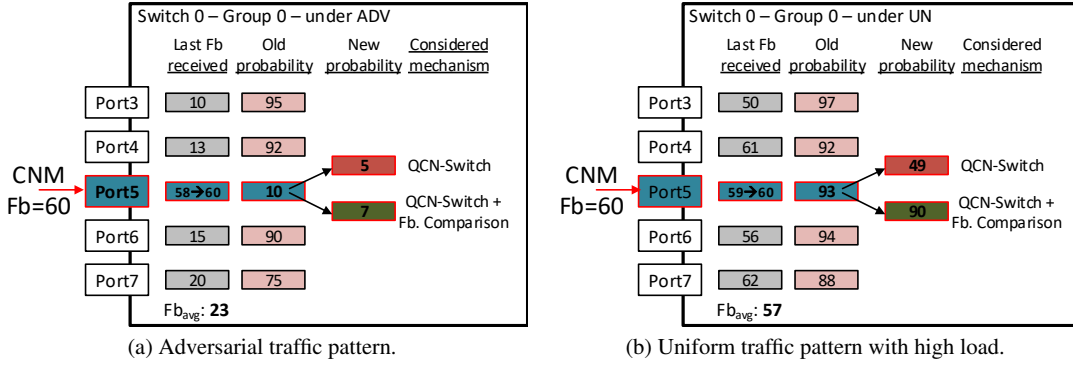 Switch 0 – Group 0 – under ADV
Last Fb Old New Considered
received probability probability mechanism
Port3 10 95
Port4 13 92
5 QCN-Switch
CNM
Port5 58→60 10
Fb=60
7 QCN-Switch +
Fb. Comparison
Port6 15 90
Port7 20 75
Fbavg: 23
(a) Adversarial traffic pattern.
Switch 0 – Group 0 – under UN
Last Fb Old New Considered
received probability probability mechanism
Port3 50 97
Port4 61 92
49 QCN-Switch
CNM
Port5 59→60 93
Fb=60
90 QCN-Switch +
Fb. Comparison
Port6 56 94
Port7 62 88
Fbavg: 57
(b) Uniform traffic pattern with high load.